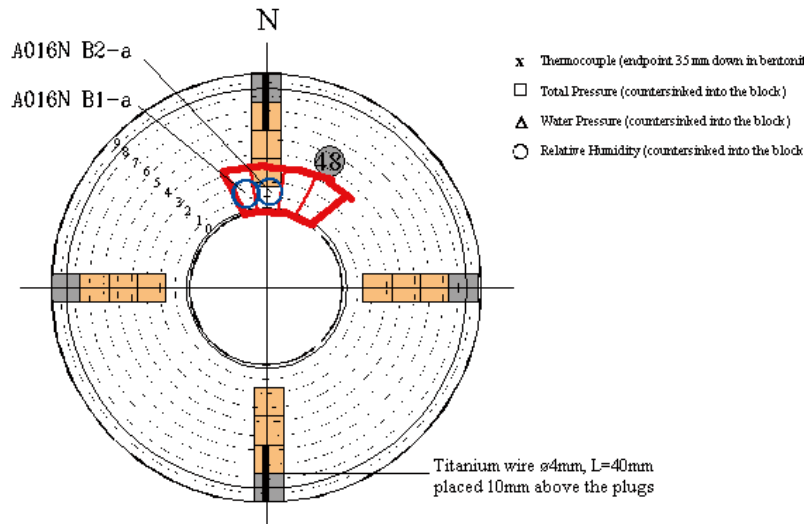 N
A016N B2-a
A016N B1-a
x Thermocouple (endpoint 35 mm down in bentonit
Total Pressure (countersinked into the block)
Water Pressure (countersinked into the block)
Relative Humidity (countersinked into the block
48
9 8 7 6 5 4 3 2 1 0
Titanium wire ø4mm, L=40mm
placed 10mm above the plugs